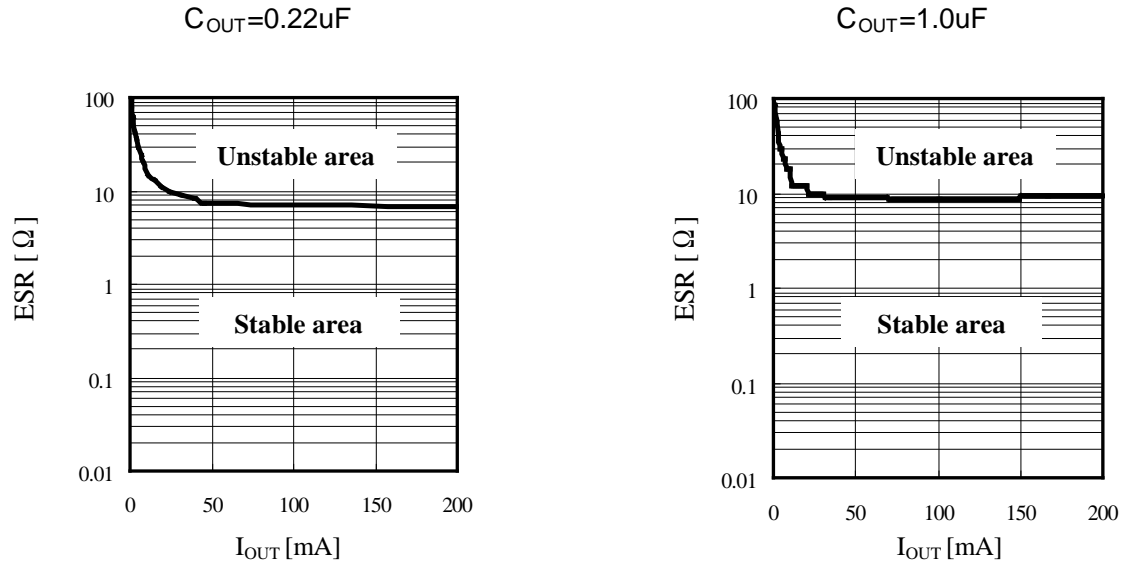 COUT=0.22uF
100
10
1
0.1
0.01
ESR [ Ω ]
Unstable area
Stable area
0 50 100 150 200
IOUT [mA]
COUT=1.0uF
100
10
1
0.1
0.01
ESR [ Ω ]
Unstable area
Stable area
0 50 100 150 200
IOUT [mA]